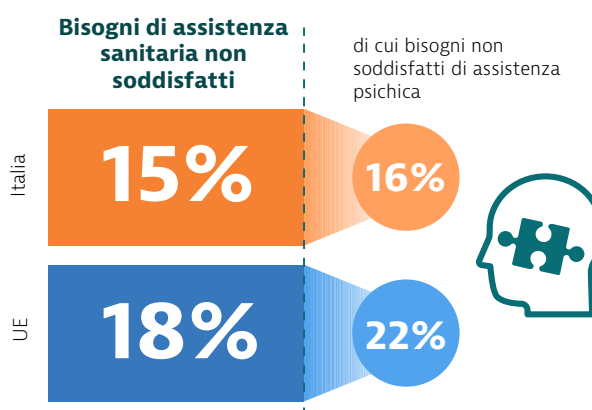 Bisogni di assistenza
sanitaria non
soddisfatti
di cui bisogni non
soddisfatti di assistenza
psichica
Italia
15%
16%
UE
18%
22%